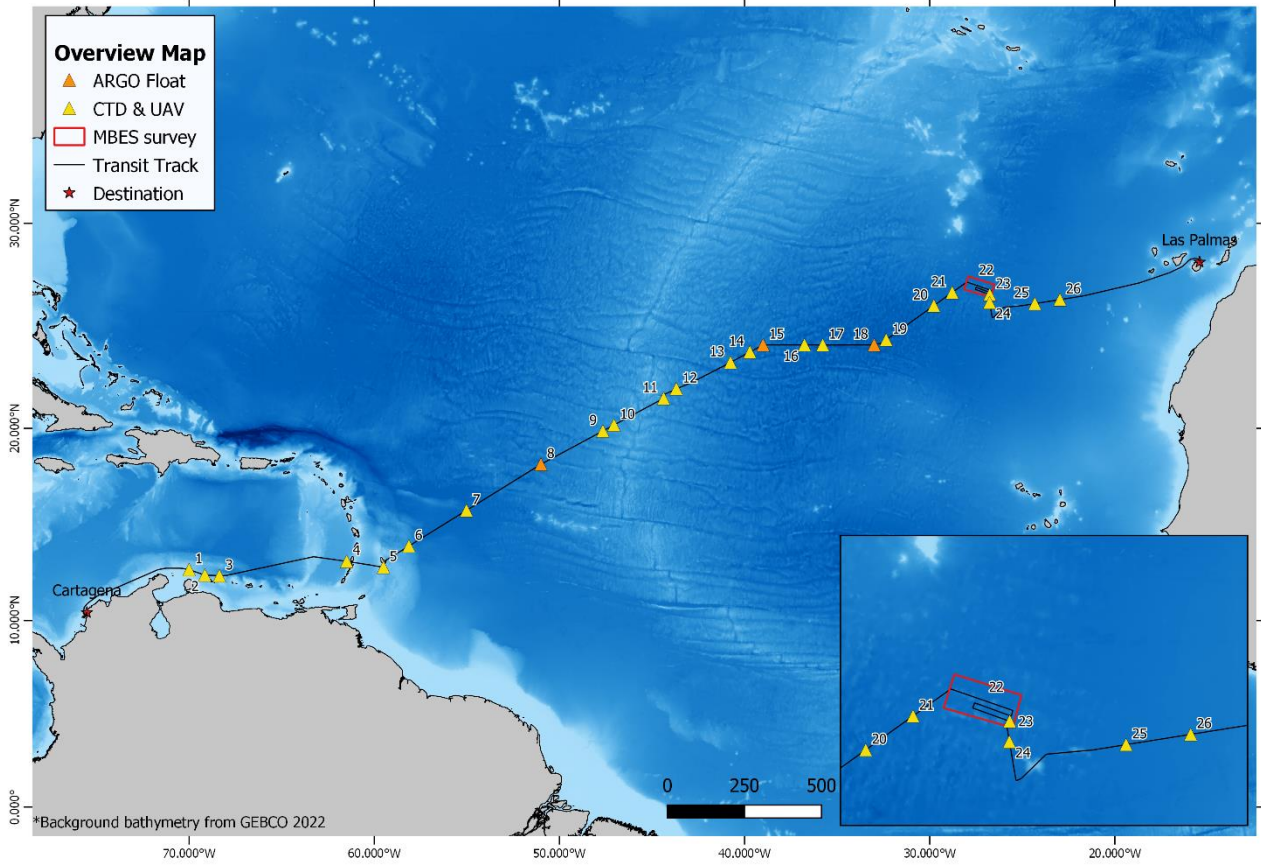 Overview Map
ARGO Float
CTD & UAV
MBES survey
Transit Track
Destination
30.000°N
20.000°N
10.000°N
0.000°
Las Palmas
22
21
23
20
25
26
24
19
15
17
18
14
16
13
12
11
10
9
8
7
6
5
4
1
3
2
Cartagena
22
21
23
20
24
25
26
0 250 500
*Background bathymetry from GEBCO 2022
70.000°W 60.000°W 50.000°W 40.000°W 30.000°W 20.000°W